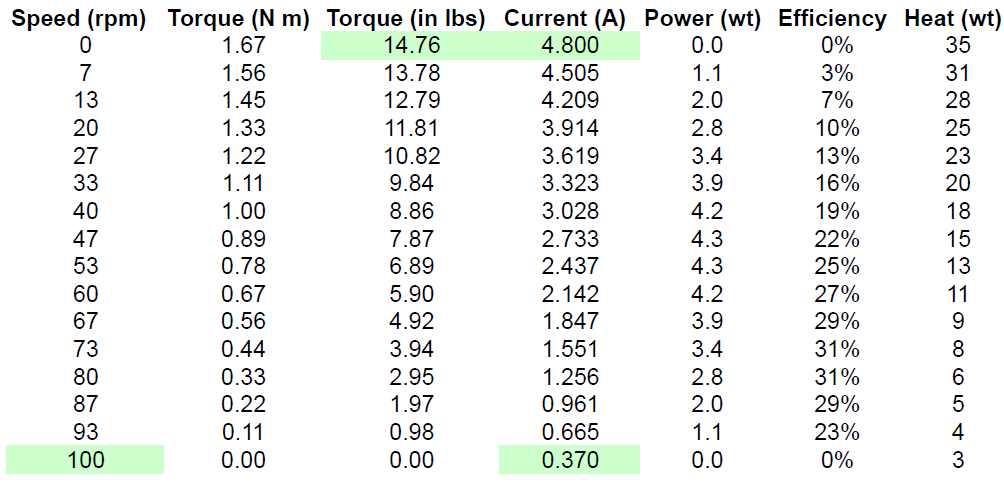 Speed (rpm) Torque (N m) Torque (in lbs) Current (A) Power (wt) Efficiency Heat (wt)
0 1.67 14.76 4.800 0.0 0% 35
7 1.56 13.78 4.505 1.1 3% 31
13 1.45 12.79 4.209 2.0 7% 28
20 1.33 11.81 3.914 2.8 10% 25
27 1.22 10.82 3.619 3.4 13% 23
33 1.11 9.84 3.323 3.9 16% 20
40 1.00 8.86 3.028 4.2 19% 18
47 0.89 7.87 2.733 4.3 22% 15
53 0.78 6.89 2.437 4.3 25% 13
60 0.67 5.90 2.142 4.2 27% 11
67 0.56 4.92 1.847 3.9 29% 9
73 0.44 3.94 1.551 3.4 31% 8
80 0.33 2.95 1.256 2.8 31% 6
87 0.22 1.97 0.961 2.0 29% 5
93 0.11 0.98 0.665 1.1 23% 4
100 0.00 0.00 0.370 0.0 0% 3